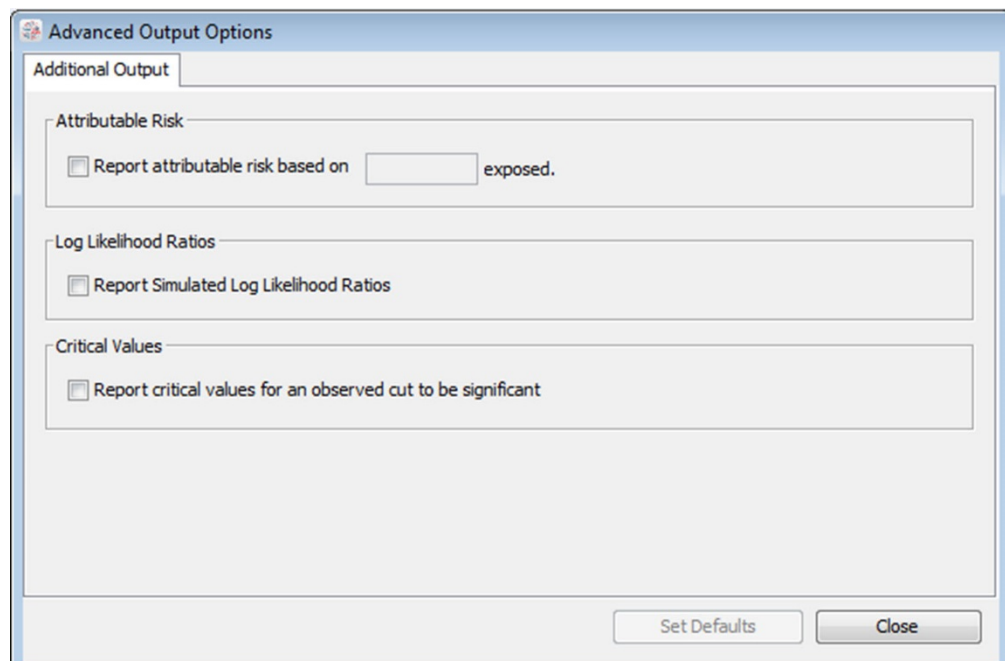 Advanced Output Options
Additional Output
Attributable Risk
Report attributable risk based on exposed.
Log Likelihood Ratios
Report Simulated Log Likelihood Ratios
Critical Values
Report critical values for an observed cut to be significant
Set Defaults
Close